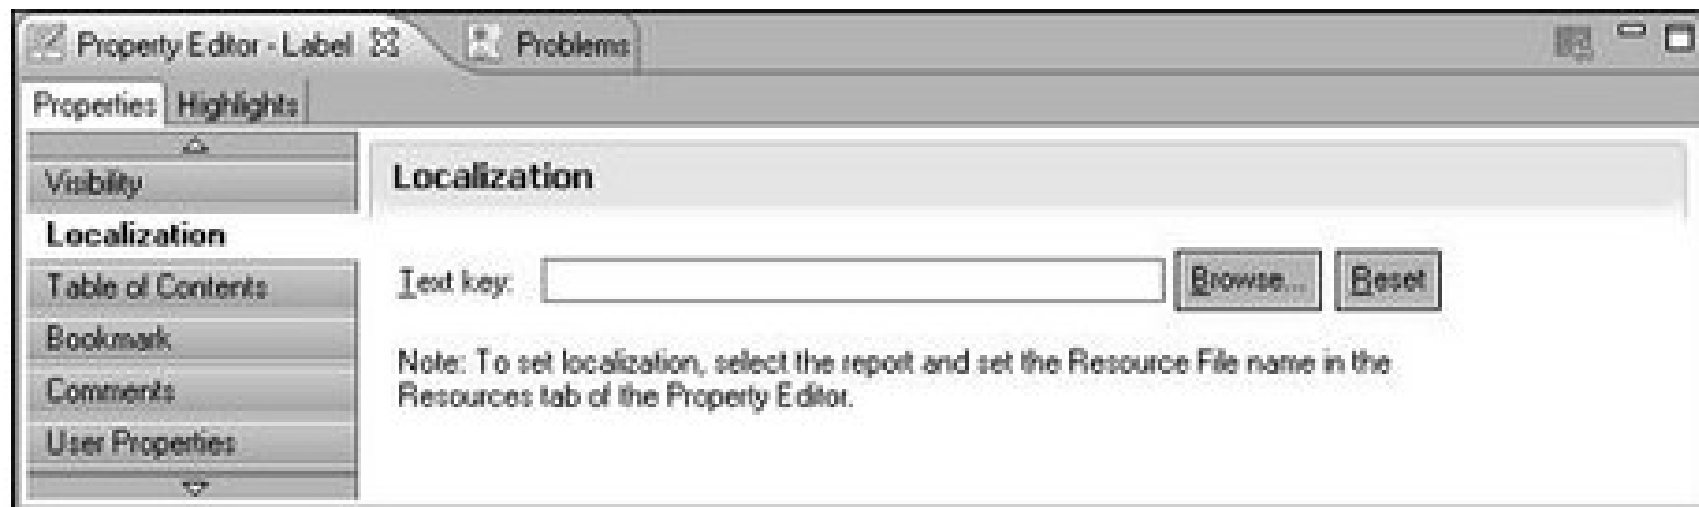 Property Editor - Label Problems
Properties Highlights
Visibility
Localization
Table of Contents
Bookmark
Comments
User Properties
Localization
Text key: Browse... Reset
Note: To set localization, select the report and set the Resource File name in the
Resources tab of the Property Editor.